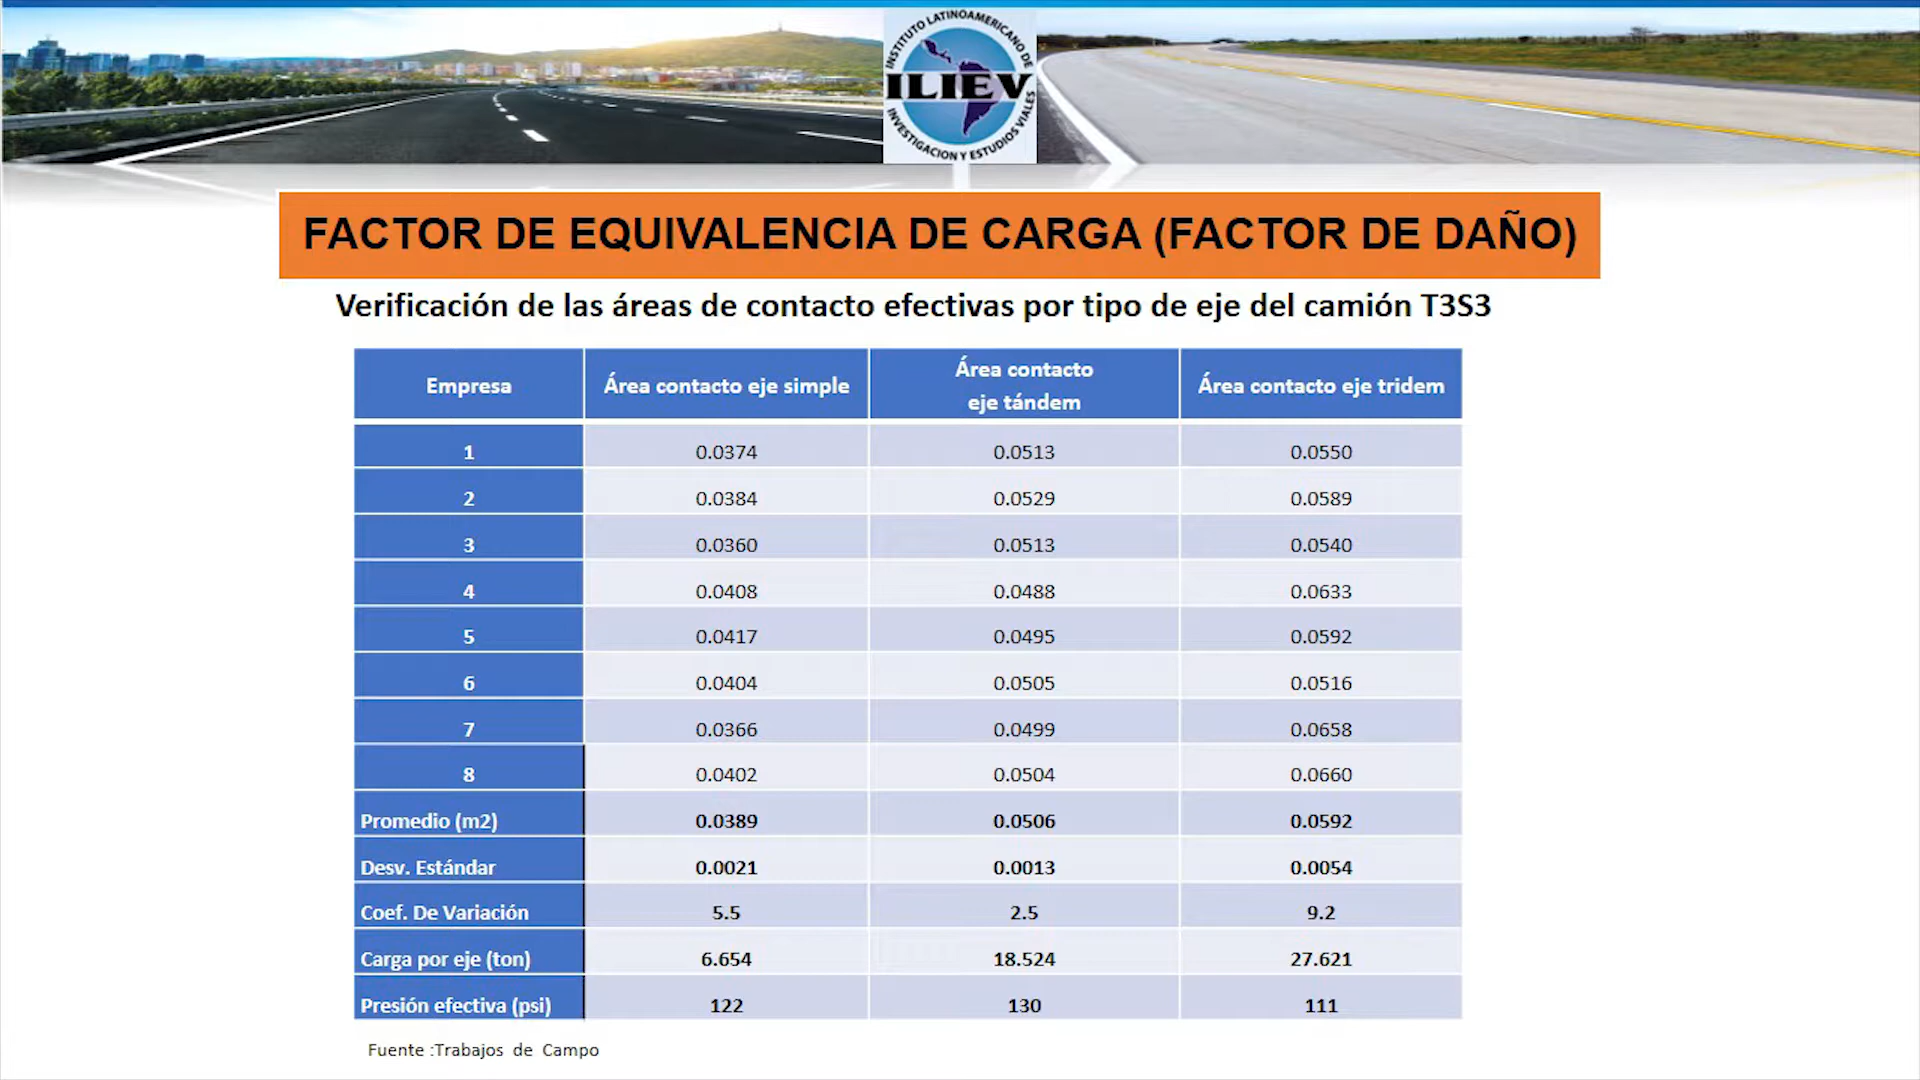 INSTITUTO LATINOAMERICANO DE
ILIEV
INVESTIGACION Y ESTUDIOS VIALES
FACTOR DE EQUIVALENCIA DE CARGA (FACTOR DE DAÑO)
Verificación de las áreas de contacto efectivas por tipo de eje del camión T3S3
Empresa Área contacto eje simple Área contacto eje tándem Área contacto eje tridem
1 0.0374 0.0513 0.0550
2 0.0384 0.0529 0.0589
3 0.0360 0.0513 0.0540
4 0.0408 0.0488 0.0633
5 0.0417 0.0495 0.0592
6 0.0404 0.0505 0.0516
7 0.0366 0.0499 0.0658
8 0.0402 0.0504 0.0660
Promedio (m2) 0.0389 0.0506 0.0592
Desv. Estándar 0.0021 0.0013 0.0054
Coef. De Variación 5.5 2.5 9.2
Carga por eje (ton) 6.654 18.524 27.621
Presión efectiva (psi) 122 130 111
Fuente :Trabajos de Campo